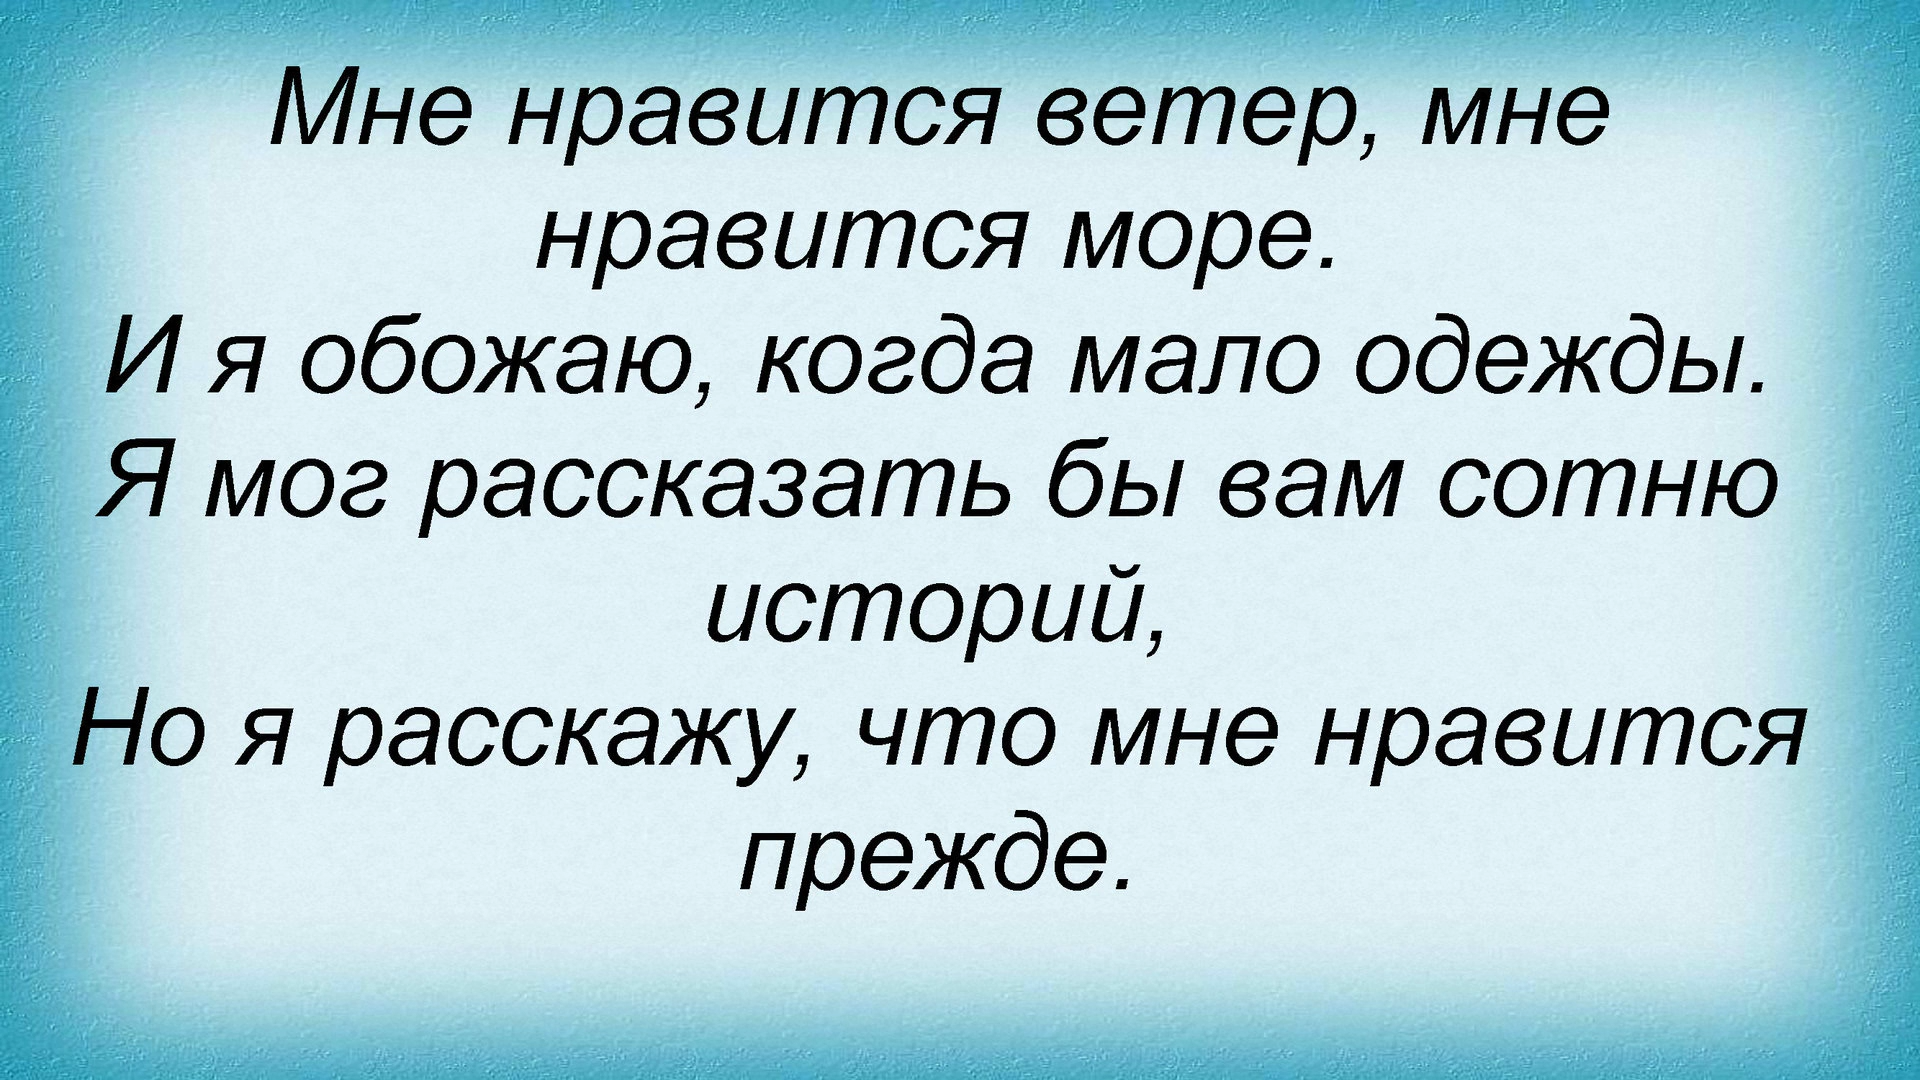 Мне нравится ветер, мне
нравится море.
И я обожаю, когда мало одежды.
Я мог рассказать бы вам сотню
историй,
Но я расскажу, что мне нравится
прежде.